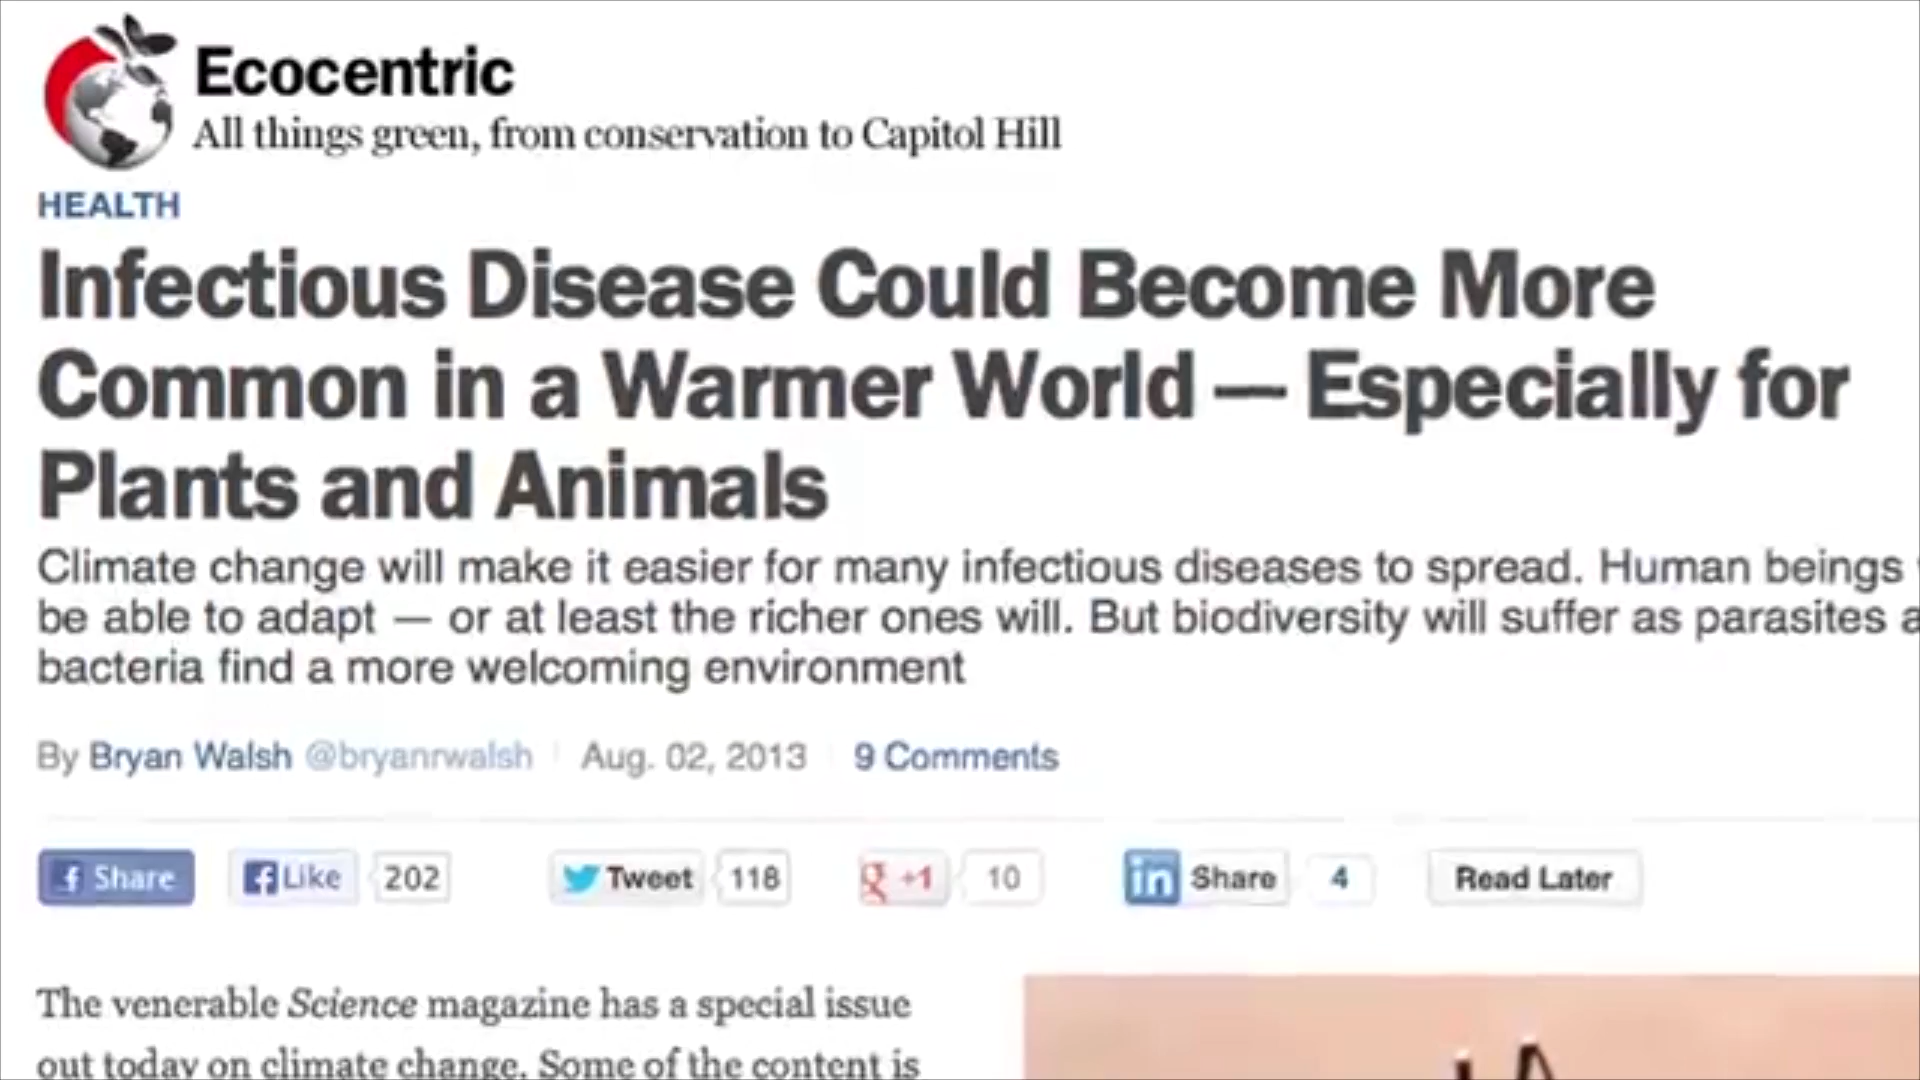 Ecocentric
All things green, from conservation to Capitol Hill
HEALTH
Infectious Disease Could Become More
Common in a Warmer World — Especially for
Plants and Animals
Climate change will make it easier for many infectious diseases to spread. Human beings
be able to adapt — or at least the richer ones will. But biodiversity will suffer as parasites
bacteria find a more welcoming environment
By Bryan Walsh @bryanrwalsh Aug. 02, 2013 9 Comments
Share Like 202 Tweet 118 +1 10 in Share 4 Read Later
The venerable Science magazine has a special issue
out today on climate change. Some of the content is